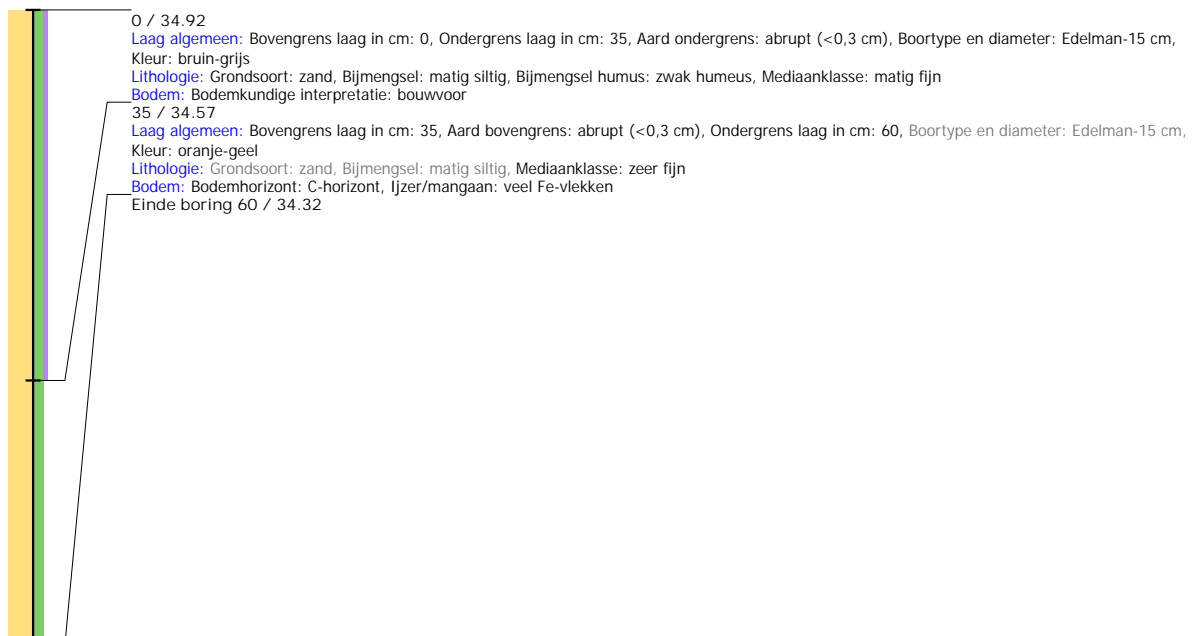 0 / 34.92
Laag algemeen: Bovengrens laag in cm: 0, Ondergrens laag in cm: 35, Aard ondergrens: abrupt (<0,3 cm), Boortype en diameter: Edelman-15 cm,
Kleur: bruin-grijs
Lithologie: Grondsoort: zand, Bijmengsel: matig siltig, Bijmengsel humus: zwak humeus, Mediaanklasse: matig fijn
Bodem: Bodemkundige interpretatie: bouwvoor
35 / 34.57
Laag algemeen: Bovengrens laag in cm: 35, Aard bovengrens: abrupt (<0,3 cm), Ondergrens laag in cm: 60, Boortype en diameter: Edelman-15 cm,
Kleur: oranje-geel
Lithologie: Grondsoort: zand, Bijmengsel: matig siltig, Mediaanklasse: zeer fijn
Bodem: Bodemhorizont: C-horizont, Ijzer/mangaan: veel Fe-vlekken
Einde boring 60 / 34.32